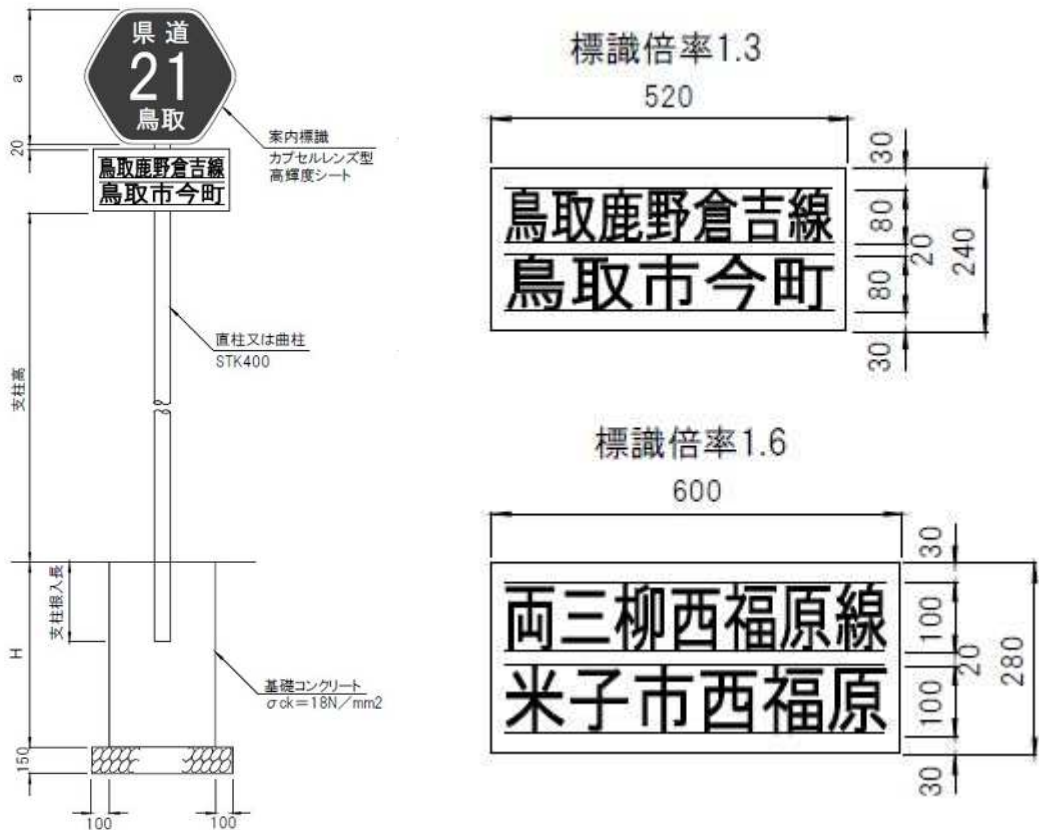 県道
21
鳥取
鳥取鹿野倉吉線
鳥取市今町
a
20
案内標識
カプセルレンズ型
高輝度シート
直柱又は曲柱
STK400
支柱高
支柱根入長
H
基礎コンクリート
σck=18N/mm2
150
100
100
標識倍率1.3
520
鳥取鹿野倉吉線
鳥取市今町
30
80
20
80
30
240
標識倍率1.6
600
両三柳西福原線
米子市西福原
30
100
20
100
30
280